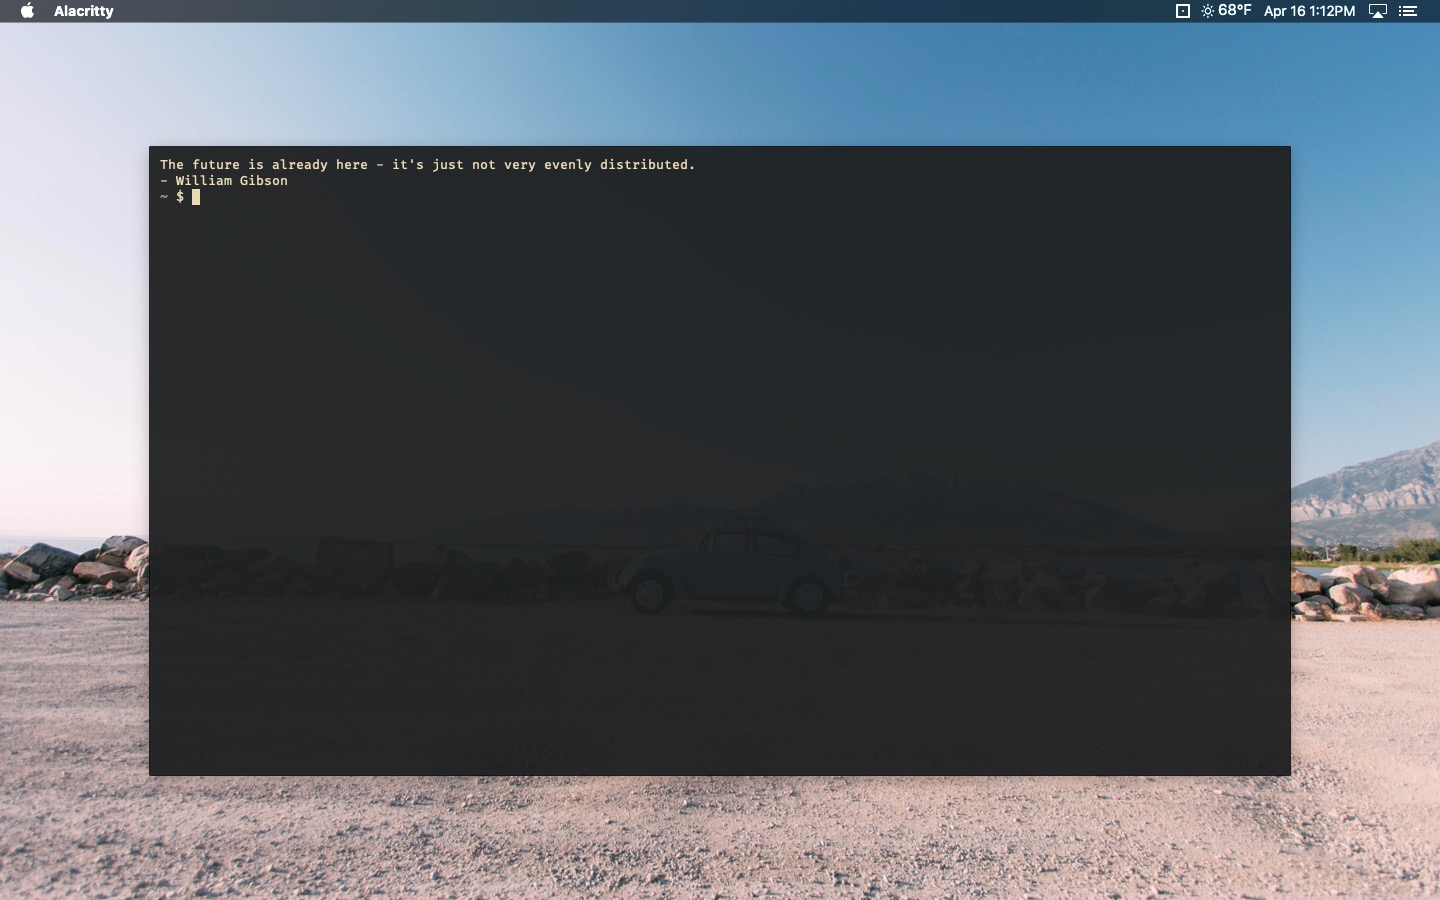 Alacritty 68°F Apr 16 1:12PM
The future is already here - it's just not very evenly distributed.
- William Gibson
~ $